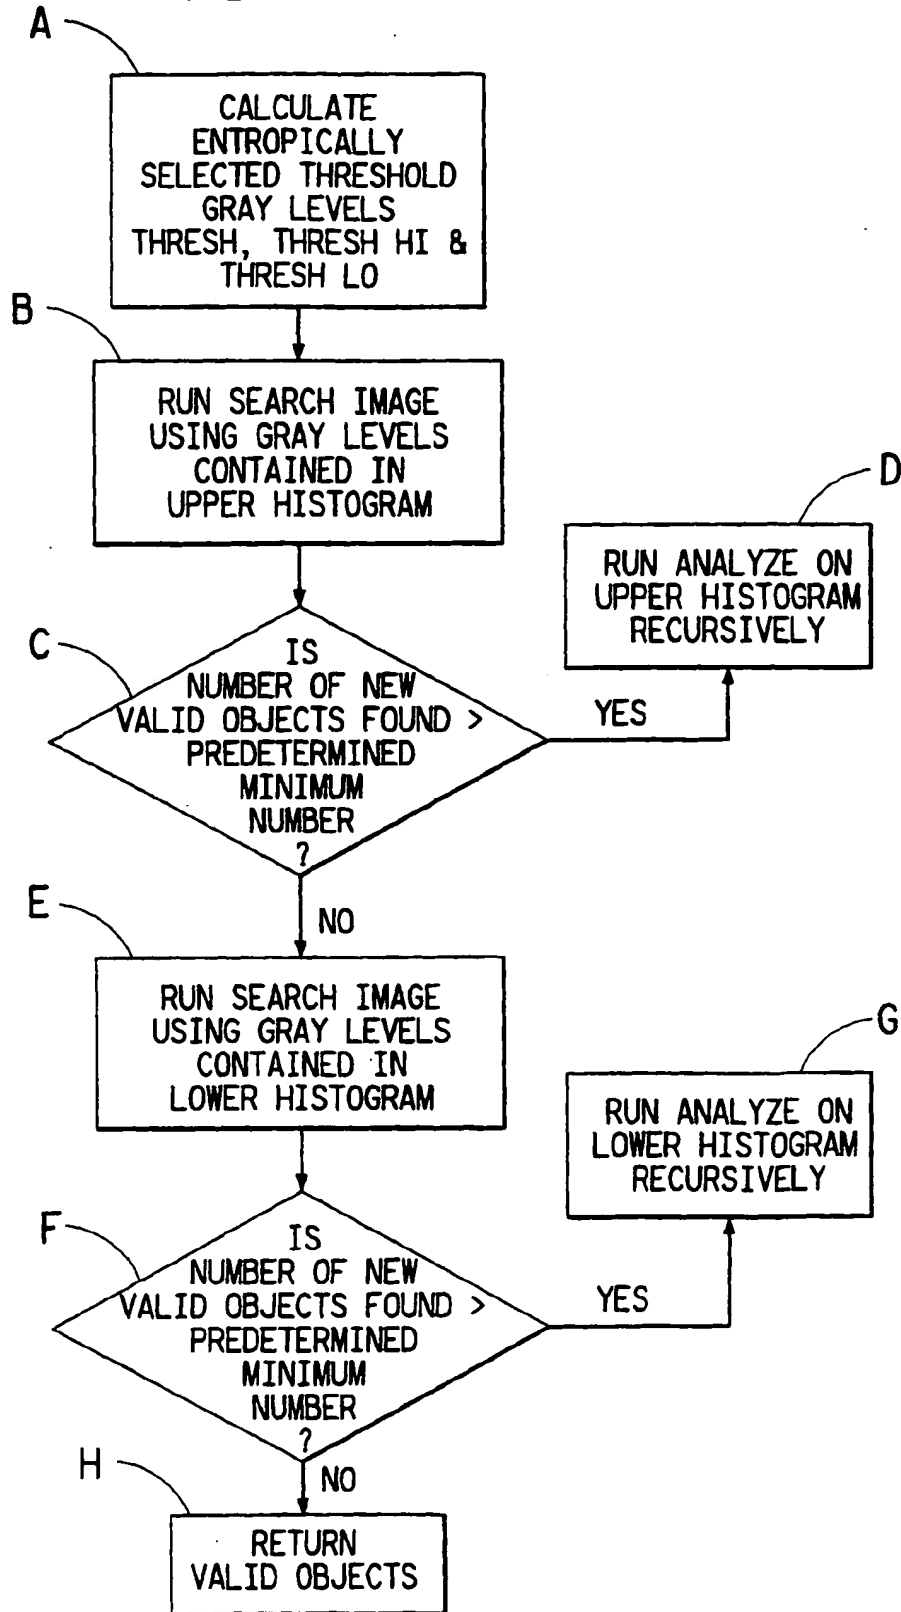 A
CALCULATE
ENTROPICALLY
SELECTED THRESHOLD
GRAY LEVELS
THRESH, THRESH HI &
THRESH LO
B
RUN SEARCH IMAGE
USING GRAY LEVELS
CONTAINED IN
UPPER HISTOGRAM
C
IS
NUMBER OF NEW
VALID OBJECTS FOUND >
PREDETERMINED
MINIMUM
NUMBER
?
YES
D
RUN ANALYZE ON
UPPER HISTOGRAM
RECURSIVELY
NO
E
RUN SEARCH IMAGE
USING GRAY LEVELS
CONTAINED IN
LOWER HISTOGRAM
F
IS
NUMBER OF NEW
VALID OBJECTS FOUND >
PREDETERMINED
MINIMUM
NUMBER
?
YES
G
RUN ANALYZE ON
LOWER HISTOGRAM
RECURSIVELY
NO
H
RETURN
VALID OBJECTS